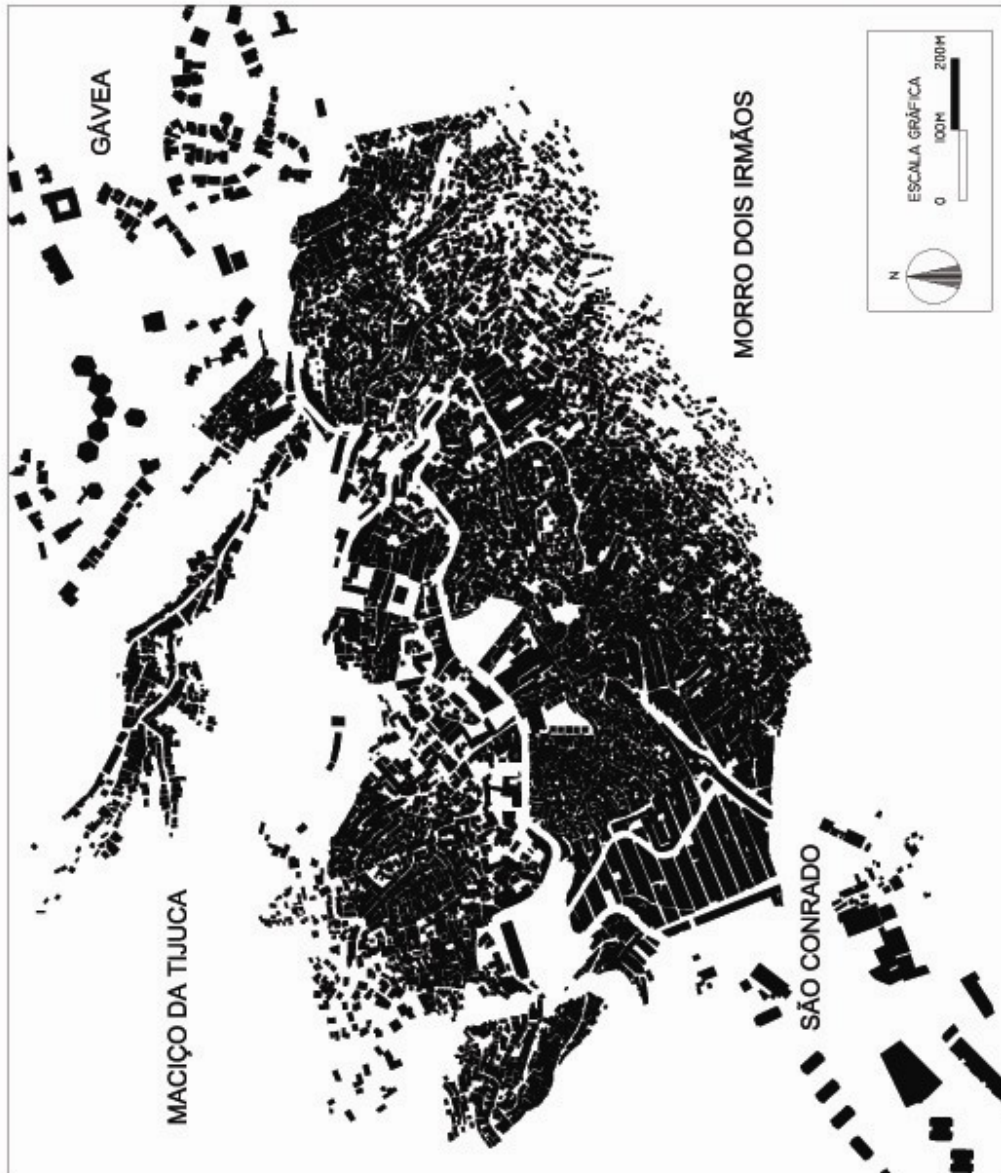 GÁVEA
MACIÇO DA TIJUCA
MORRO DOIS IRMÃOS
SÃO CONRADO
N
ESCALA GRÁFICA
0 100M 200M